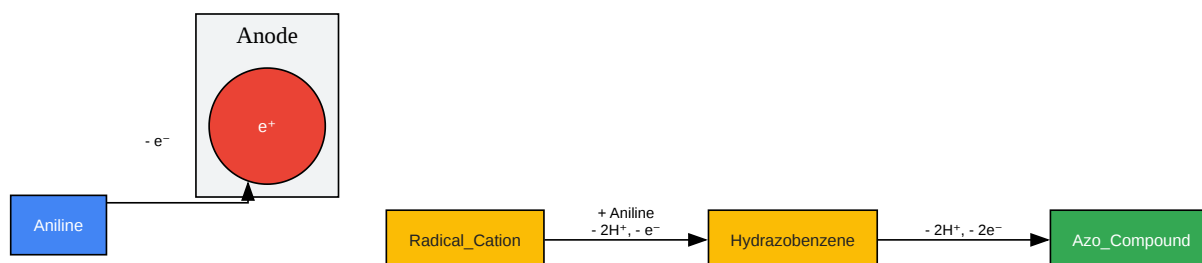 Anode
e⁺
- e⁻
Aniline
Radical_Cation
+ Aniline
- 2H⁺, - e⁻
Hydrazobenzene
- 2H⁺, - 2e⁻
Azo_Compound